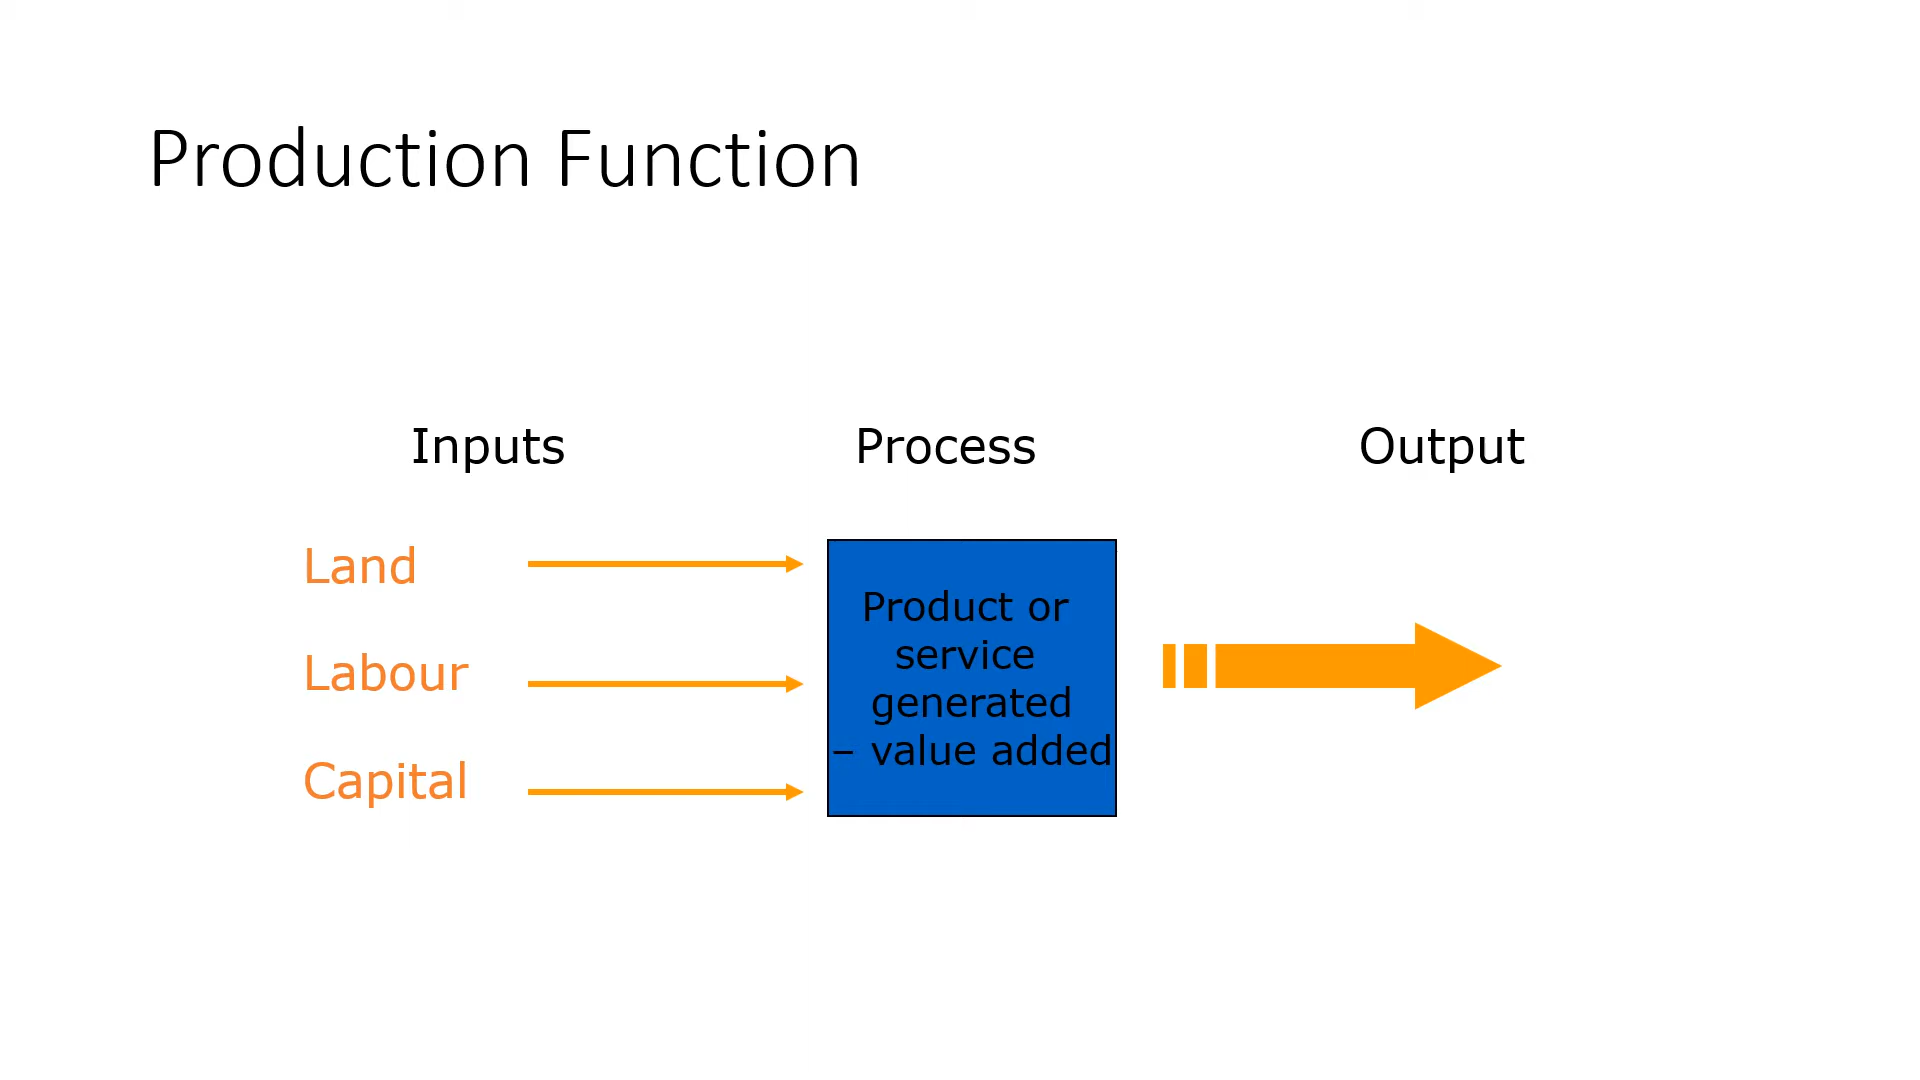 Production Function
Inputs
Process
Output
Land
Labour
Capital
Product or
service
generated
– value added